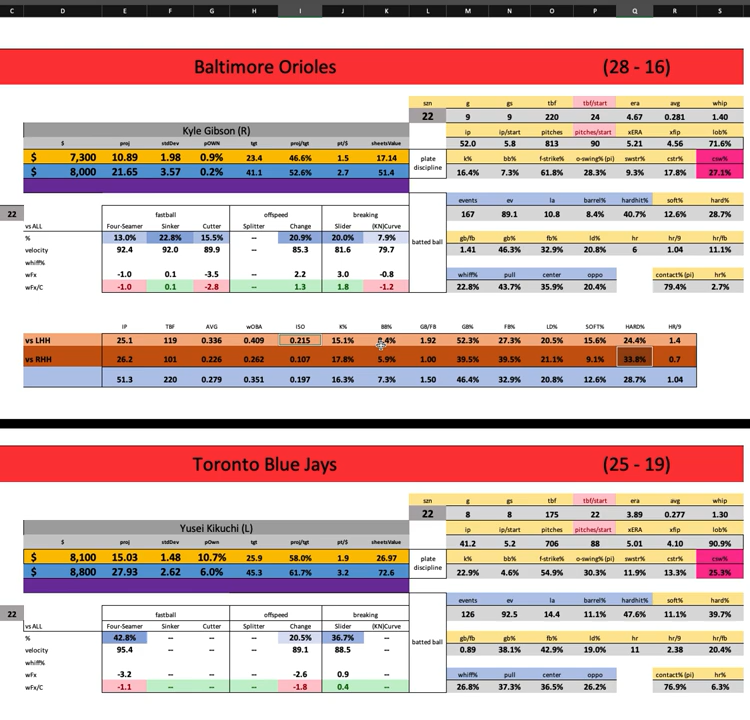 C D E F G H I J K L M N O P Q R S
Baltimore Orioles (28 - 16)
szn g gs tbf tbf/start era avg whip
22 9 9 220 24 4.67 0.281 1.40
Kyle Gibson (R) ip ip/start pitches pitches/start xERA xfip lob%
$ proj stdDev pOWN tgt proj/tgt pt/$ sheetsValue 52.0 5.8 813 90 5.21 4.56 71.6%
$ 7,300 10.89 1.98 0.9% 23.4 46.6% 1.5 17.14 plate discipline k% bb% f-strike% o-swing% (pi) swstr% cstr% csw%
$ 8,000 21.65 3.57 0.2% 41.1 52.6% 2.7 51.4 16.4% 7.3% 61.8% 28.3% 9.3% 17.8% 27.1%
events ev la barrel% hardhit% soft% hard%
22 fastball offspeed breaking 167 89.1 10.8 8.4% 40.7% 12.6% 28.7%
vs ALL Four-Seamer Sinker Cutter Splitter Change Slider (KN)Curve
% 13.0% 22.8% 15.5% -- 20.9% 20.0% 7.9% batted ball gb/fb gb% fb% ld% hr hr/9 hr/fb
velocity 92.4 92.0 89.9 -- 85.3 81.6 79.7 1.41 46.3% 32.9% 20.8% 6 1.04 11.1%
whiff%
wFx -1.0 0.1 -3.5 2.2 3.0 -0.8 whiff% pull center oppo contact% (pi) hr%
wFx/C -1.0 0.1 -2.8 -- 1.3 1.8 -1.2 22.8% 43.7% 35.9% 20.4% 79.4% 2.7%
IP TBF AVG wOBA ISO K% BB% GB/FB GB% FB% LD% SOFT% HARD% HR/9
vs LHH 25.1 119 0.336 0.409 0.215 15.1% .4% 1.92 52.3% 27.3% 20.5% 15.6% 24.4% 1.4
vs RHH 26.2 101 0.226 0.262 0.107 17.8% 5.9% 1.00 39.5% 39.5% 21.1% 9.1% 33.8% 0.7
51.3 220 0.279 0.351 0.197 16.3% 7.3% 1.50 46.4% 32.9% 20.8% 12.6% 28.7% 1.04
Toronto Blue Jays (25 - 19)
szn g gs tbf tbf/start era avg whip
22 8 8 175 22 3.89 0.277 1.30
Yusei Kikuchi (L) ip ip/start pitches pitches/start xERA xfip lob%
$ proj stdDev pOwn tgt proj/tgt pt/$ sheetsValue 41.2 5.2 706 88 5.01 4.10 90.9%
$ 8,100 15.03 1.48 10.7% 25.9 58.0% 1.9 26.97 plate discipline k% bb% f-strike% o-swing% (pi) swstr% cstr% csw%
$ 8,800 27.93 2.62 6.0% 45.3 61.7% 3.2 72.6 22.9% 4.6% 54.9% 30.3% 11.9% 13.3% 25.3%
events ev la barrel% hardhit% soft% hard%
22 fastball offspeed breaking 126 92.5 14.4 11.1% 47.6% 11.1% 39.7%
vs ALL Four-Seamer Sinker Cutter Splitter Change Slider (KN)Curve
% 42.8% -- -- -- 20.5% 36.7% -- batted ball gb/fb gb% fb% ld% hr hr/9 hr/fb
velocity 95.4 -- -- -- 89.1 88.5 -- 0.89 38.1% 42.9% 19.0% 11 2.38 20.4%
whiff%
wFx -3.2 -- -- -2.6 0.9 -- whiff% pull center oppo contact% (pi) hr%
wFx/C -1.1 -- -- -- -1.8 0.4 -- 26.8% 37.3% 36.5% 26.2% 76.9% 6.3%